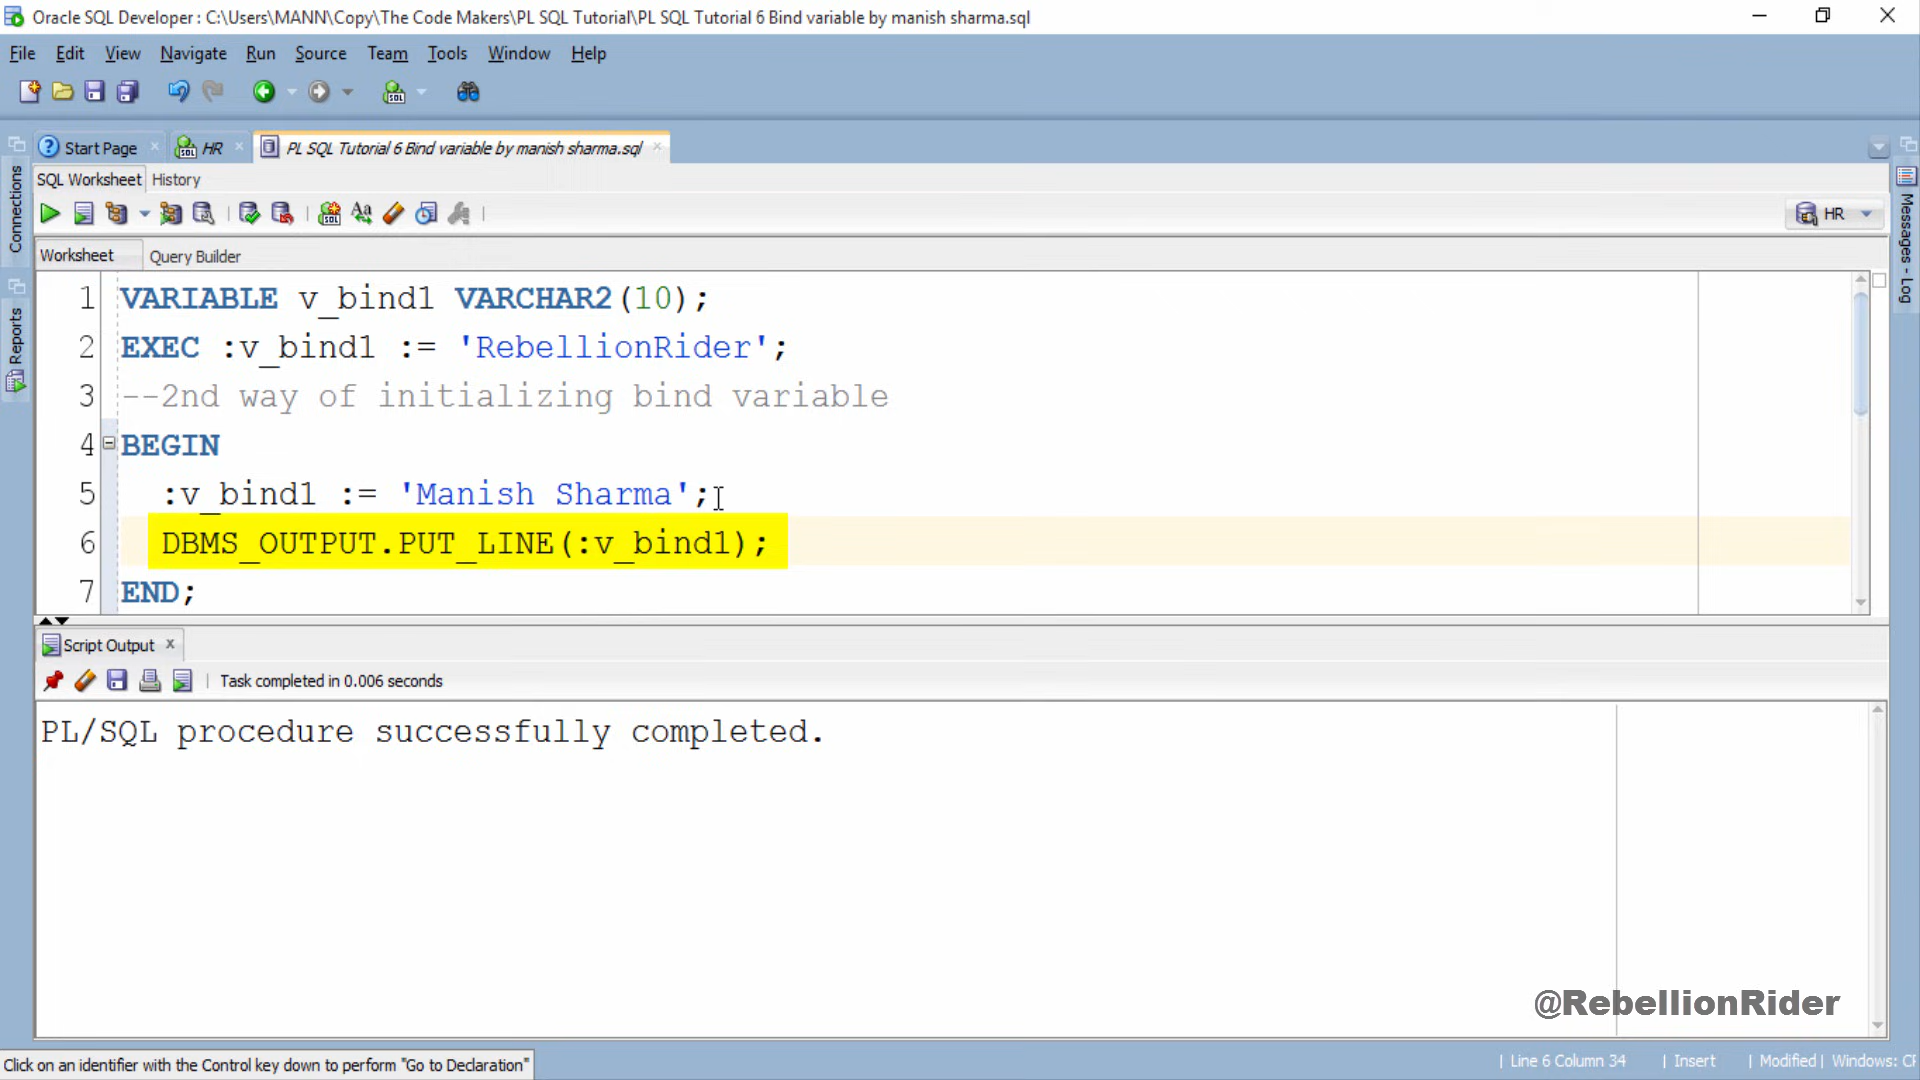 Oracle SQL Developer : C:\Users\MANN\Copy\The Code Makers\PL SQL Tutorial\PL SQL Tutorial 6 Bind variable by manish sharma.sql
File Edit View Navigate Run Source Team Tools Window Help
Start Page HR PL SQL Tutorial 6 Bind variable by manish sharma.sql
SQL Worksheet History
HR
Worksheet Query Builder
Connections
Reports
Messages - Log
1 VARIABLE v_bind1 VARCHAR2(10);
2 EXEC :v_bind1 := 'RebellionRider';
3 --2nd way of initializing bind variable
4 BEGIN
5 :v_bind1 := 'Manish Sharma';
6 DBMS_OUTPUT.PUT_LINE(:v_bind1);
7 END;
Script Output
Task completed in 0.006 seconds
PL/SQL procedure successfully completed.
@RebellionRider
Click on an identifier with the Control key down to perform "Go to Declaration"
Line 6 Column 34 Insert Modified Windows: CF